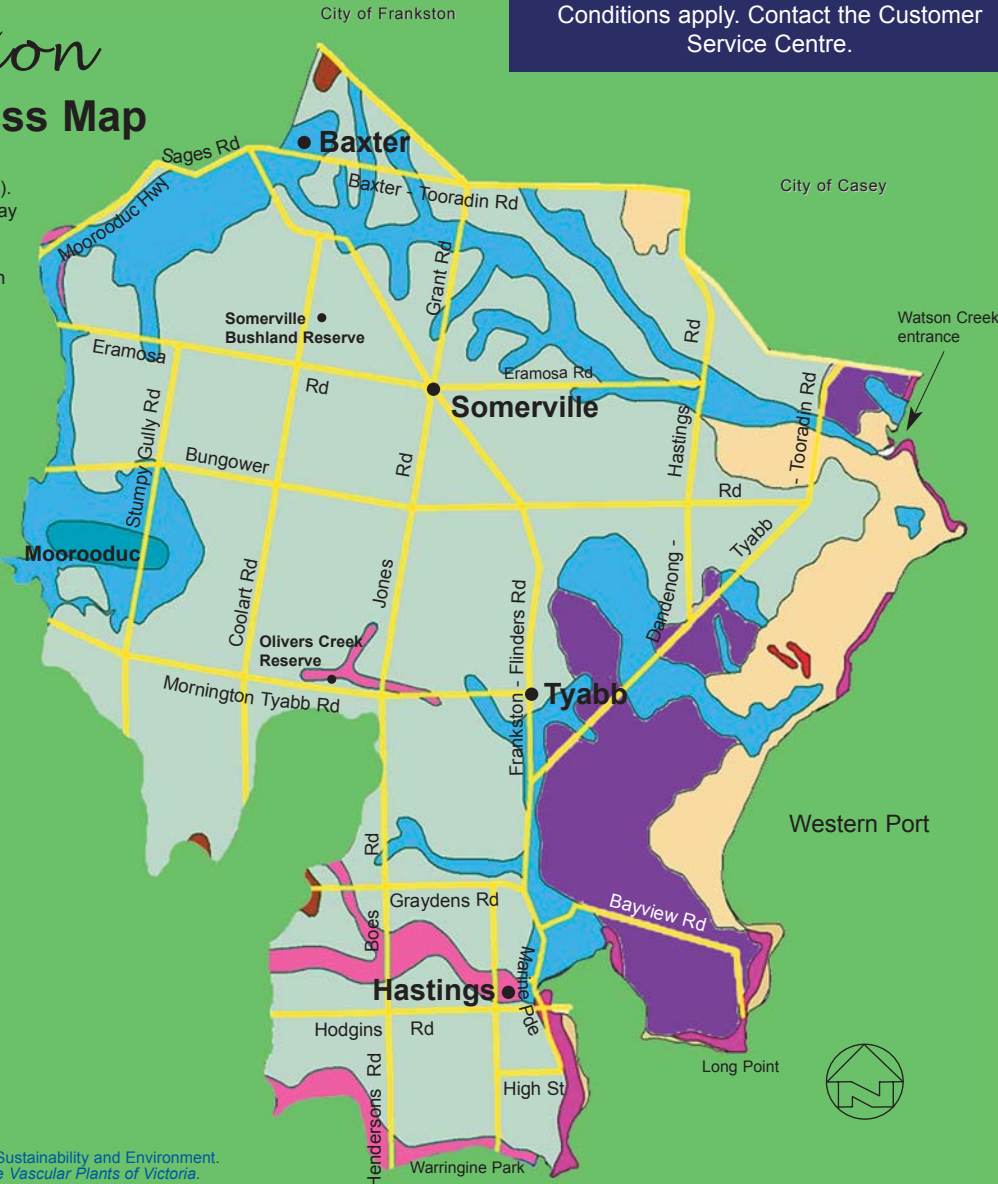 City of Frankston
Conditions apply. Contact the Customer
Service Centre.
ion
ss Map
).
ay
n
Sages Rd
Baxter
Moorooduc Hwy
Baxter - Tooradin Rd
City of Casey
Grant Rd
Somerville
Bushland Reserve
Watson Creek
entrance
Eramosa
Rd
Eramosa Rd
Rd
Somerville
Stumpy Gully Rd
Bungower
Rd
Hastings
- Tooradin Rd
Rd
Moorooduc
Tyabb
Coolart Rd
Jones
Dandenong -
Frankston - Flinders Rd
Olivers Creek
Reserve
Mornington Tyabb Rd
Tyabb
Western Port
Rd
Graydens Rd
Bayview Rd
Boes
Marine Pde
Hastings
Hodgins Rd
Long Point
N
Hendersons Rd
High St
Warringine Park
Sustainability and Environment.
e Vascular Plants of Victoria.